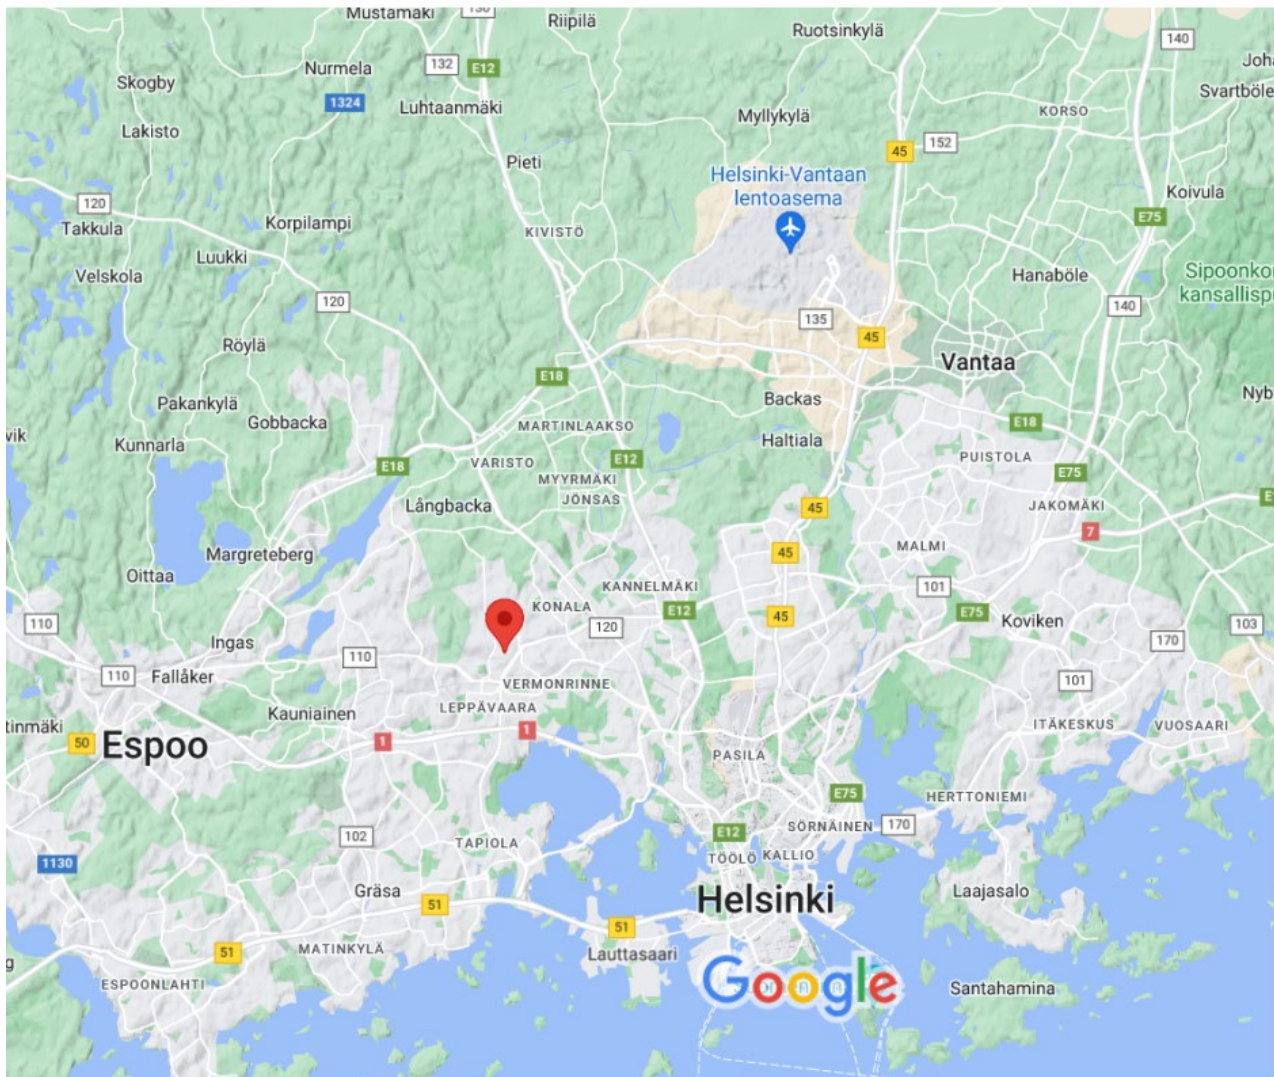 Mustamäki
130
Riipilä
Ruotsinkylä
140
Joha
Skogby
Nurmela
132
E12
1324
Luhtaanmäki
Myllykylä
KORSO
Svartböle
Lakisto
45
152
Pieti
Helsinki-Vantaan
lentoasema
Koivula
120
Takkula
Korpilampi
KIVISTÖ
E75
Luukki
Velskola
Hanaböle
Sipoonko
kansallispu
120
135
140
45
Röylä
Vantaa
E18
Pakankylä
Backas
Nyb
Gobbacka
vik
Kunnarla
MARTINLAAKSO
Haltiala
E18
E18
VARISTO
E12
PUISTOLA
MYYRMÄKI
E75
JÖNSAS
E
Långbacka
45
JAKOMÄKI
7
Margreteberg
45
MALMI
Oittaa
KANNELMÄKI
101
KONALA
E12
45
E75
Koviken
110
120
103
Ingas
110
170
110
Fallåker
VERMONRINNE
101
Kauniainen
LEPPÄVAARA
tinmäki
50
Espoo
1
1
ITÄKESKUS
VUOSAARI
PASILA
E75
HERTTONIEMI
102
TAPIOLA
E12
SÖRNÄINEN
170
1130
TÖÖLÖ
KALLIO
Gräsa
51
Helsinki
Laajasalo
51
51
MATINKYLÄ
Lauttasaari
g
ESPOONLAHTI
Google
Santahamina